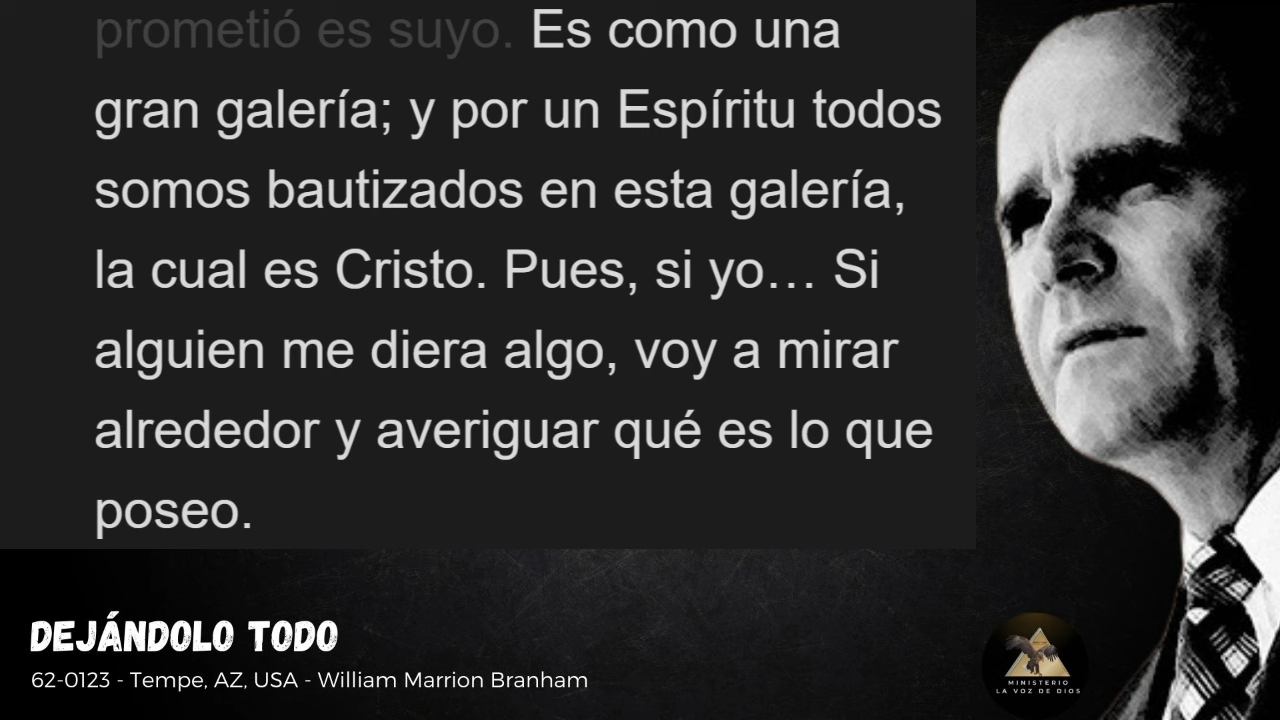 prometió es suyo. Es como una
gran galería; y por un Espíritu todos
somos bautizados en esta galería,
la cual es Cristo. Pues, si yo… Si
alguien me diera algo, voy a mirar
alrededor y averiguar qué es lo que
poseo.
DEJÁNDOLO TODO
62-0123 - Tempe, AZ, USA - William Marrion Branham
MINISTERIO
LA VOZ DE DIOS